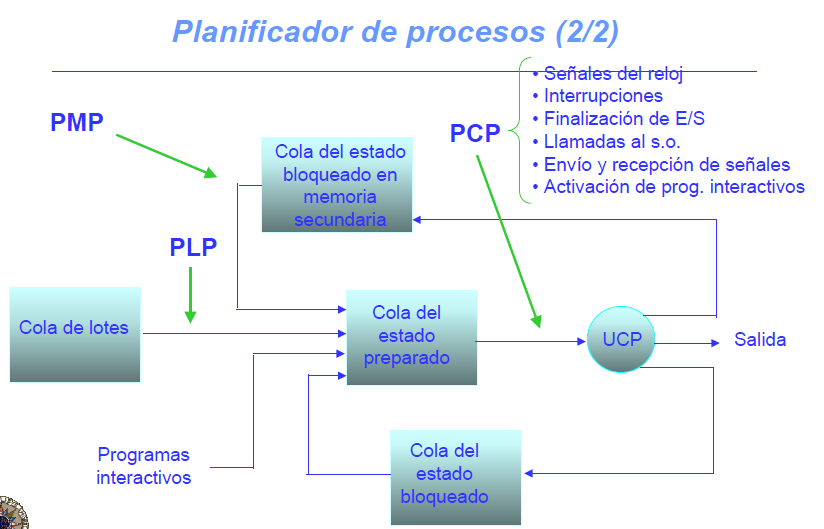 Planificador de procesos (2/2)
• Señales del reloj
• Interrupciones
• Finalización de E/S
• Llamadas al s.o.
• Envío y recepción de señales
• Activación de prog. interactivos
PMP
PCP
Cola del estado
bloqueado en
memoria
secundaria
PLP
Cola de lotes
Cola del
estado
preparado
UCP
Salida
Programas
interactivos
Cola del
estado
bloqueado